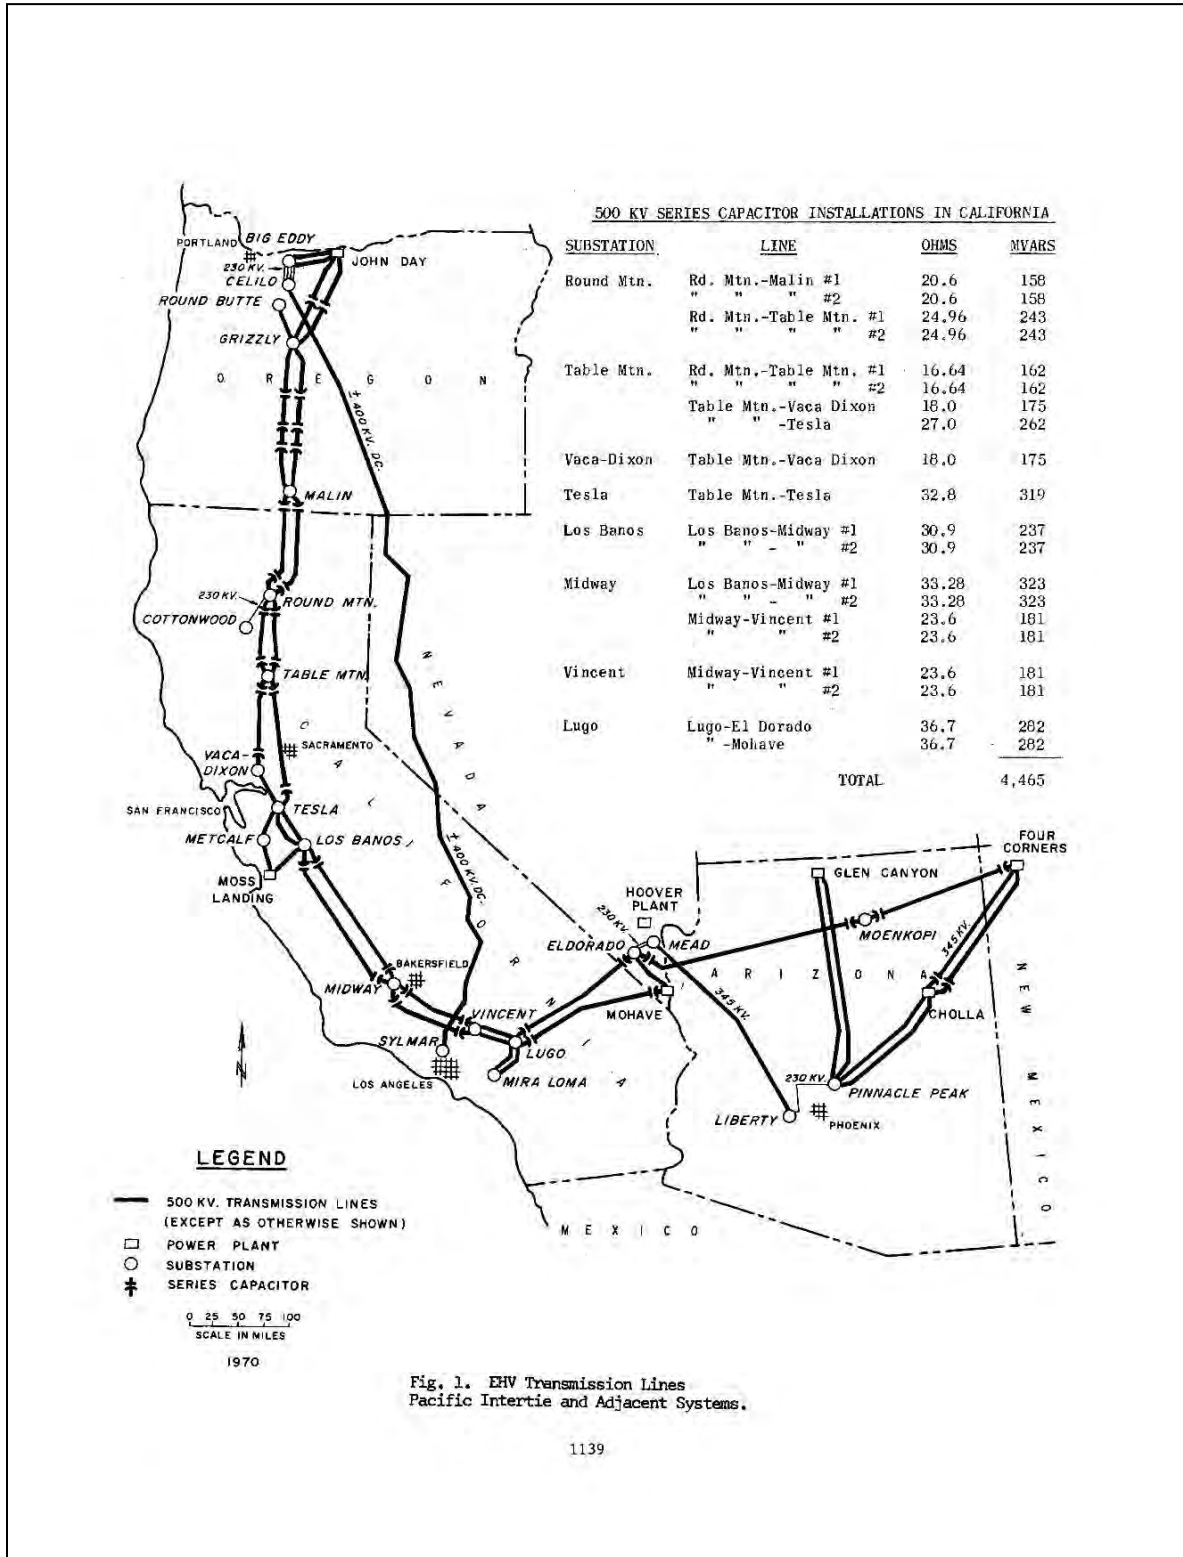 500 KV SERIES CAPACITOR INSTALLATIONS IN CALIFORNIA
SUBSTATION LINE OHMS MVARS
Round Mtn. Rd. Mtn.-Malin #1 20.6 158
" " " #2 20.6 158
Rd. Mtn.-Table Mtn. #1 24.96 243
" " " " #2 24.96 243
Table Mtn. Rd. Mtn.-Table Mtn. #1 16.64 162
" " " " #2 16.64 162
Table Mtn.-Vaca Dixon 18.0 175
" " -Tesla 27.0 262
Vaca-Dixon Table Mtn.-Vaca Dixon 18.0 175
Tesla Table Mtn.-Tesla 32.8 319
Los Banos Los Banos-Midway #1 30.9 237
" " - " #2 30.9 237
Midway Los Banos-Midway #1 33.28 323
" " - " #2 33.28 323
Midway-Vincent #1 23.6 181
" " #2 23.6 181
Vincent Midway-Vincent #1 23.6 181
" " #2 23.6 181
Lugo Lugo-El Dorado 36.7 282
" -Mohave 36.7 282
TOTAL 4,465
PORTLAND
BIG EDDY
JOHN DAY
230 KV.
CELILO
ROUND BUTTE
GRIZZLY
OREGON
± 400 KV. DC.
MALIN
230 KV.
ROUND MTN.
COTTONWOOD
TABLE MTN.
NEVADA
CALIFORNIA
SACRAMENTO
VACA-
DIXON
SAN FRANCISCO
TESLA
METCALF
LOS BANOS
MOSS
LANDING
± 400 KV. DC.
BAKERSFIELD
MIDWAY
VINCENT
SYLMAR
LUGO
LOS ANGELES
MIRA LOMA
HOOVER
PLANT
230 KV.
ELDORADO
MEAD
MOHAVE
345 KV.
ARIZONA
GLEN CANYON
FOUR
CORNERS
MOENKOPI
345 KV.
CHOLLA
NEW MEXICO
230 KV.
PINNACLE PEAK
LIBERTY
PHOENIX
MEXICO
N
LEGEND
500 KV. TRANSMISSION LINES
(EXCEPT AS OTHERWISE SHOWN)
POWER PLANT
SUBSTATION
SERIES CAPACITOR
0 25 50 75 100
SCALE IN MILES
1970
Fig. 1. EHV Transmission Lines
Pacific Intertie and Adjacent Systems.
1139